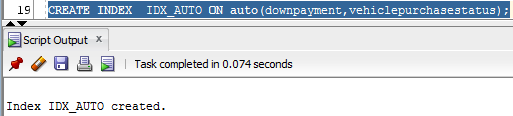 19 CREATE INDEX  IDX_AUTO ON auto(downpayment,vehiclepurchasestatus);
Script Output x
Task completed in 0.074 seconds
Index IDX_AUTO created.